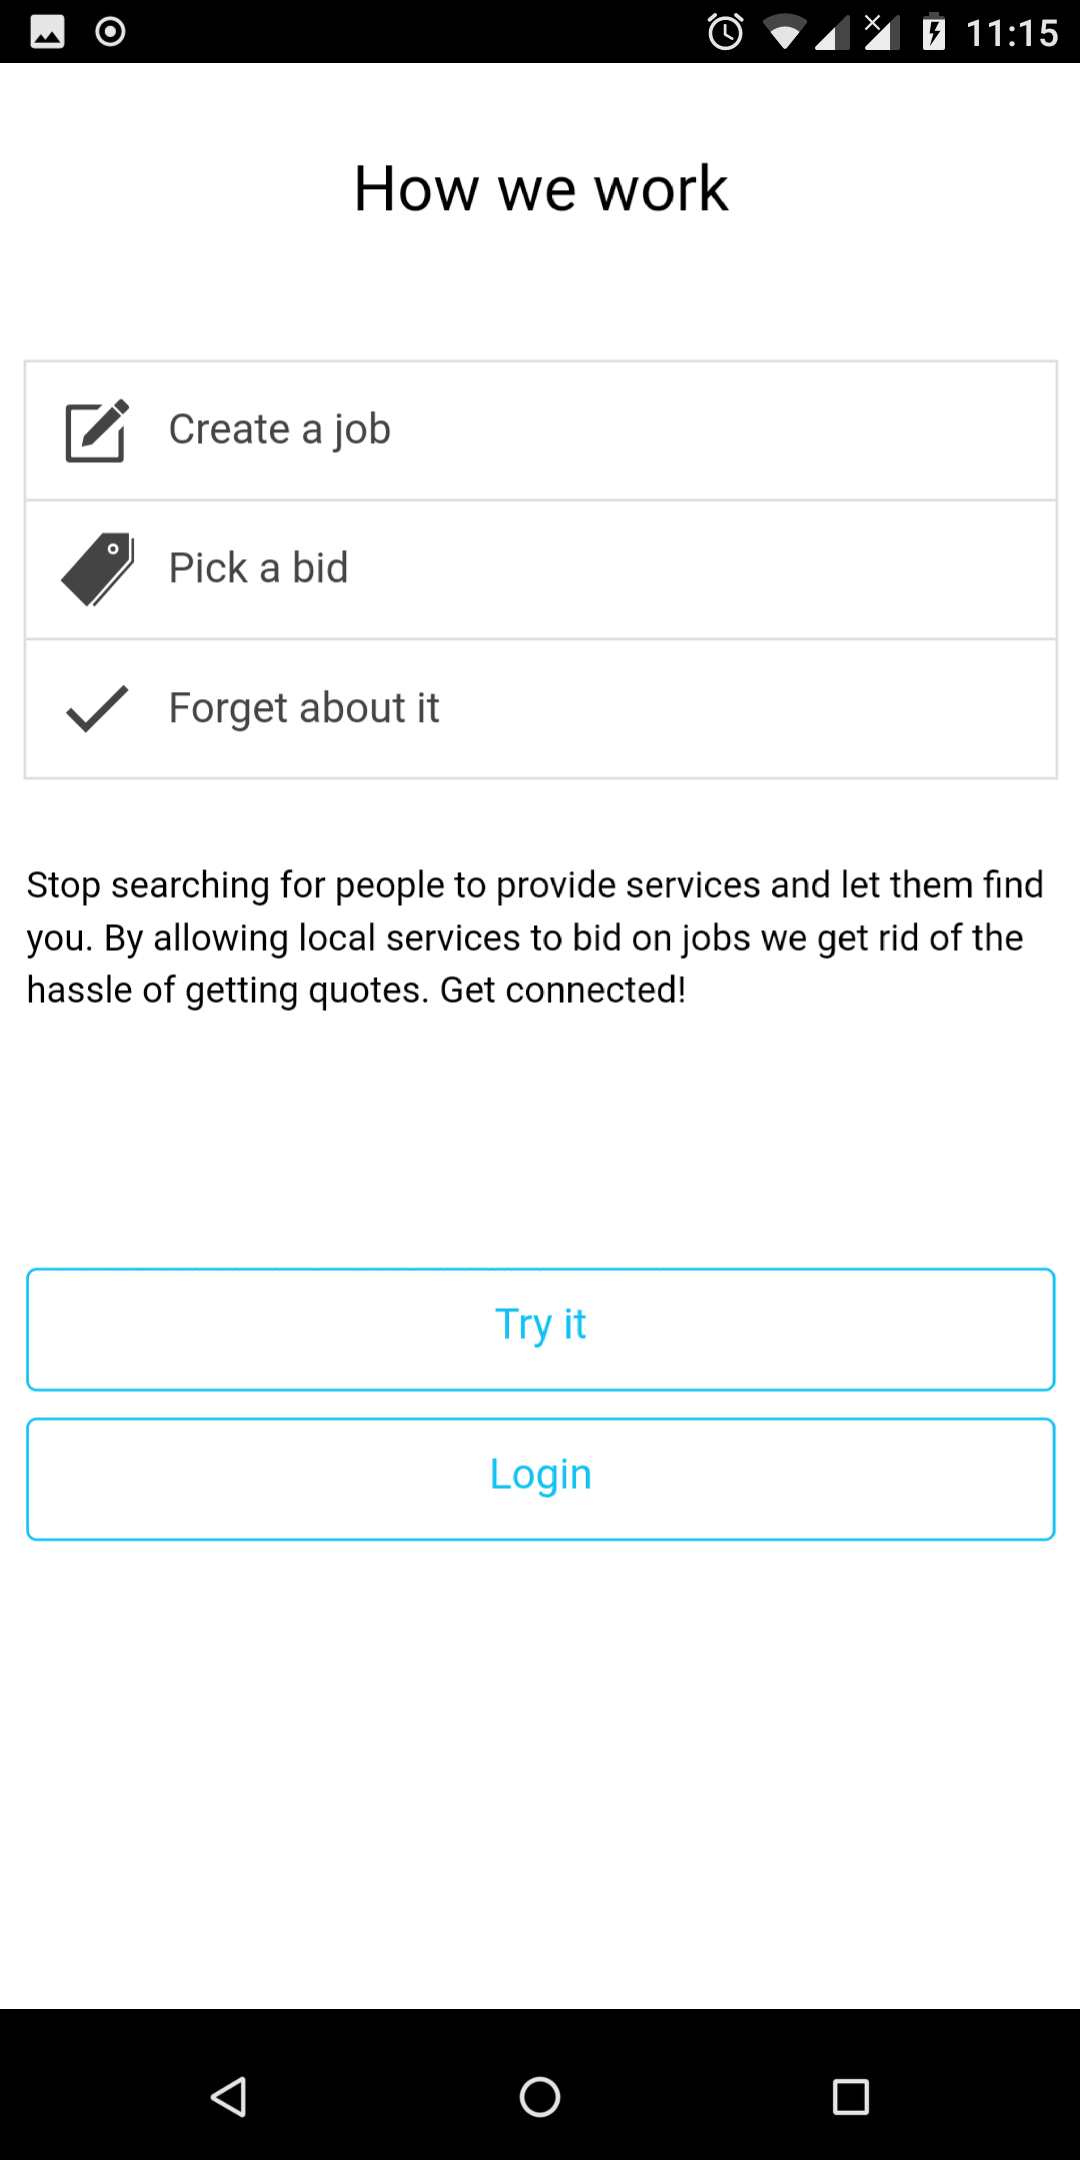 11:15
How we work
Create a job
Pick a bid
Forget about it
Stop searching for people to provide services and let them find
you. By allowing local services to bid on jobs we get rid of the
hassle of getting quotes. Get connected!
Try it
Login